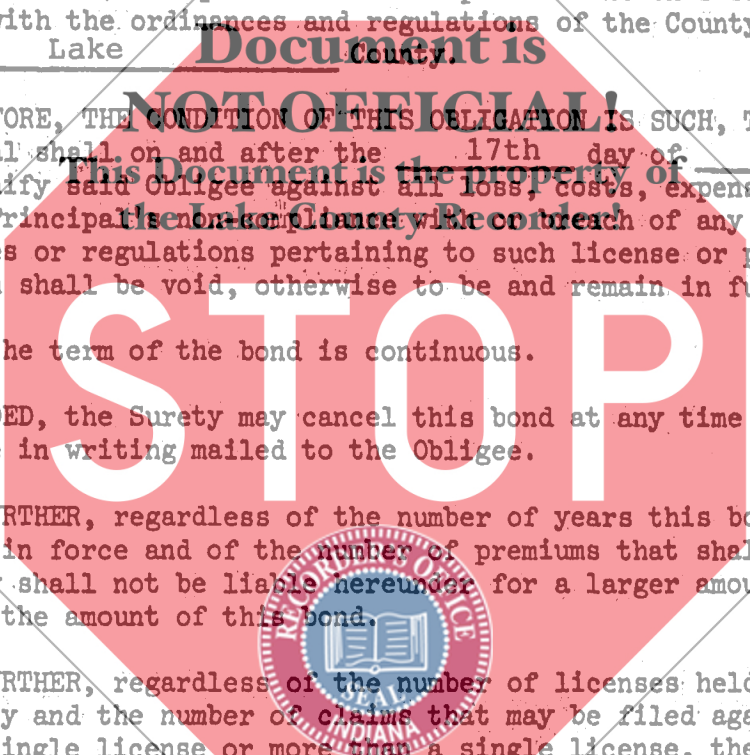 with the ordinances and regulations of the County
Lake County.
Document is
NOT OFFICIAL!
This Document is the property of
the Lake County Recorder!
FORE, THE CONDITION OF THIS OBLIGATION IS SUCH, T
l shall on and after the 17th day of
ify said Obligee against all loss, costs, expens
rincipal's non-compliance with or breach of any
s or regulations pertaining to such license or p
shall be void, otherwise to be and remain in fu
STOP
he term of the bond is continuous.
DED, the Surety may cancel this bond at any time
in writing mailed to the Obligee.
RTHER, regardless of the number of years this bo
in force and of the number of premiums that shal
shall not be liable hereunder for a larger amou
the amount of this bond.
RECORDER'S OFFICE
SEAL
INDIANA
RTHER, regardless of the number of licenses held
y and the number of claims that may be filed aga
ingle license or more than a single license, th